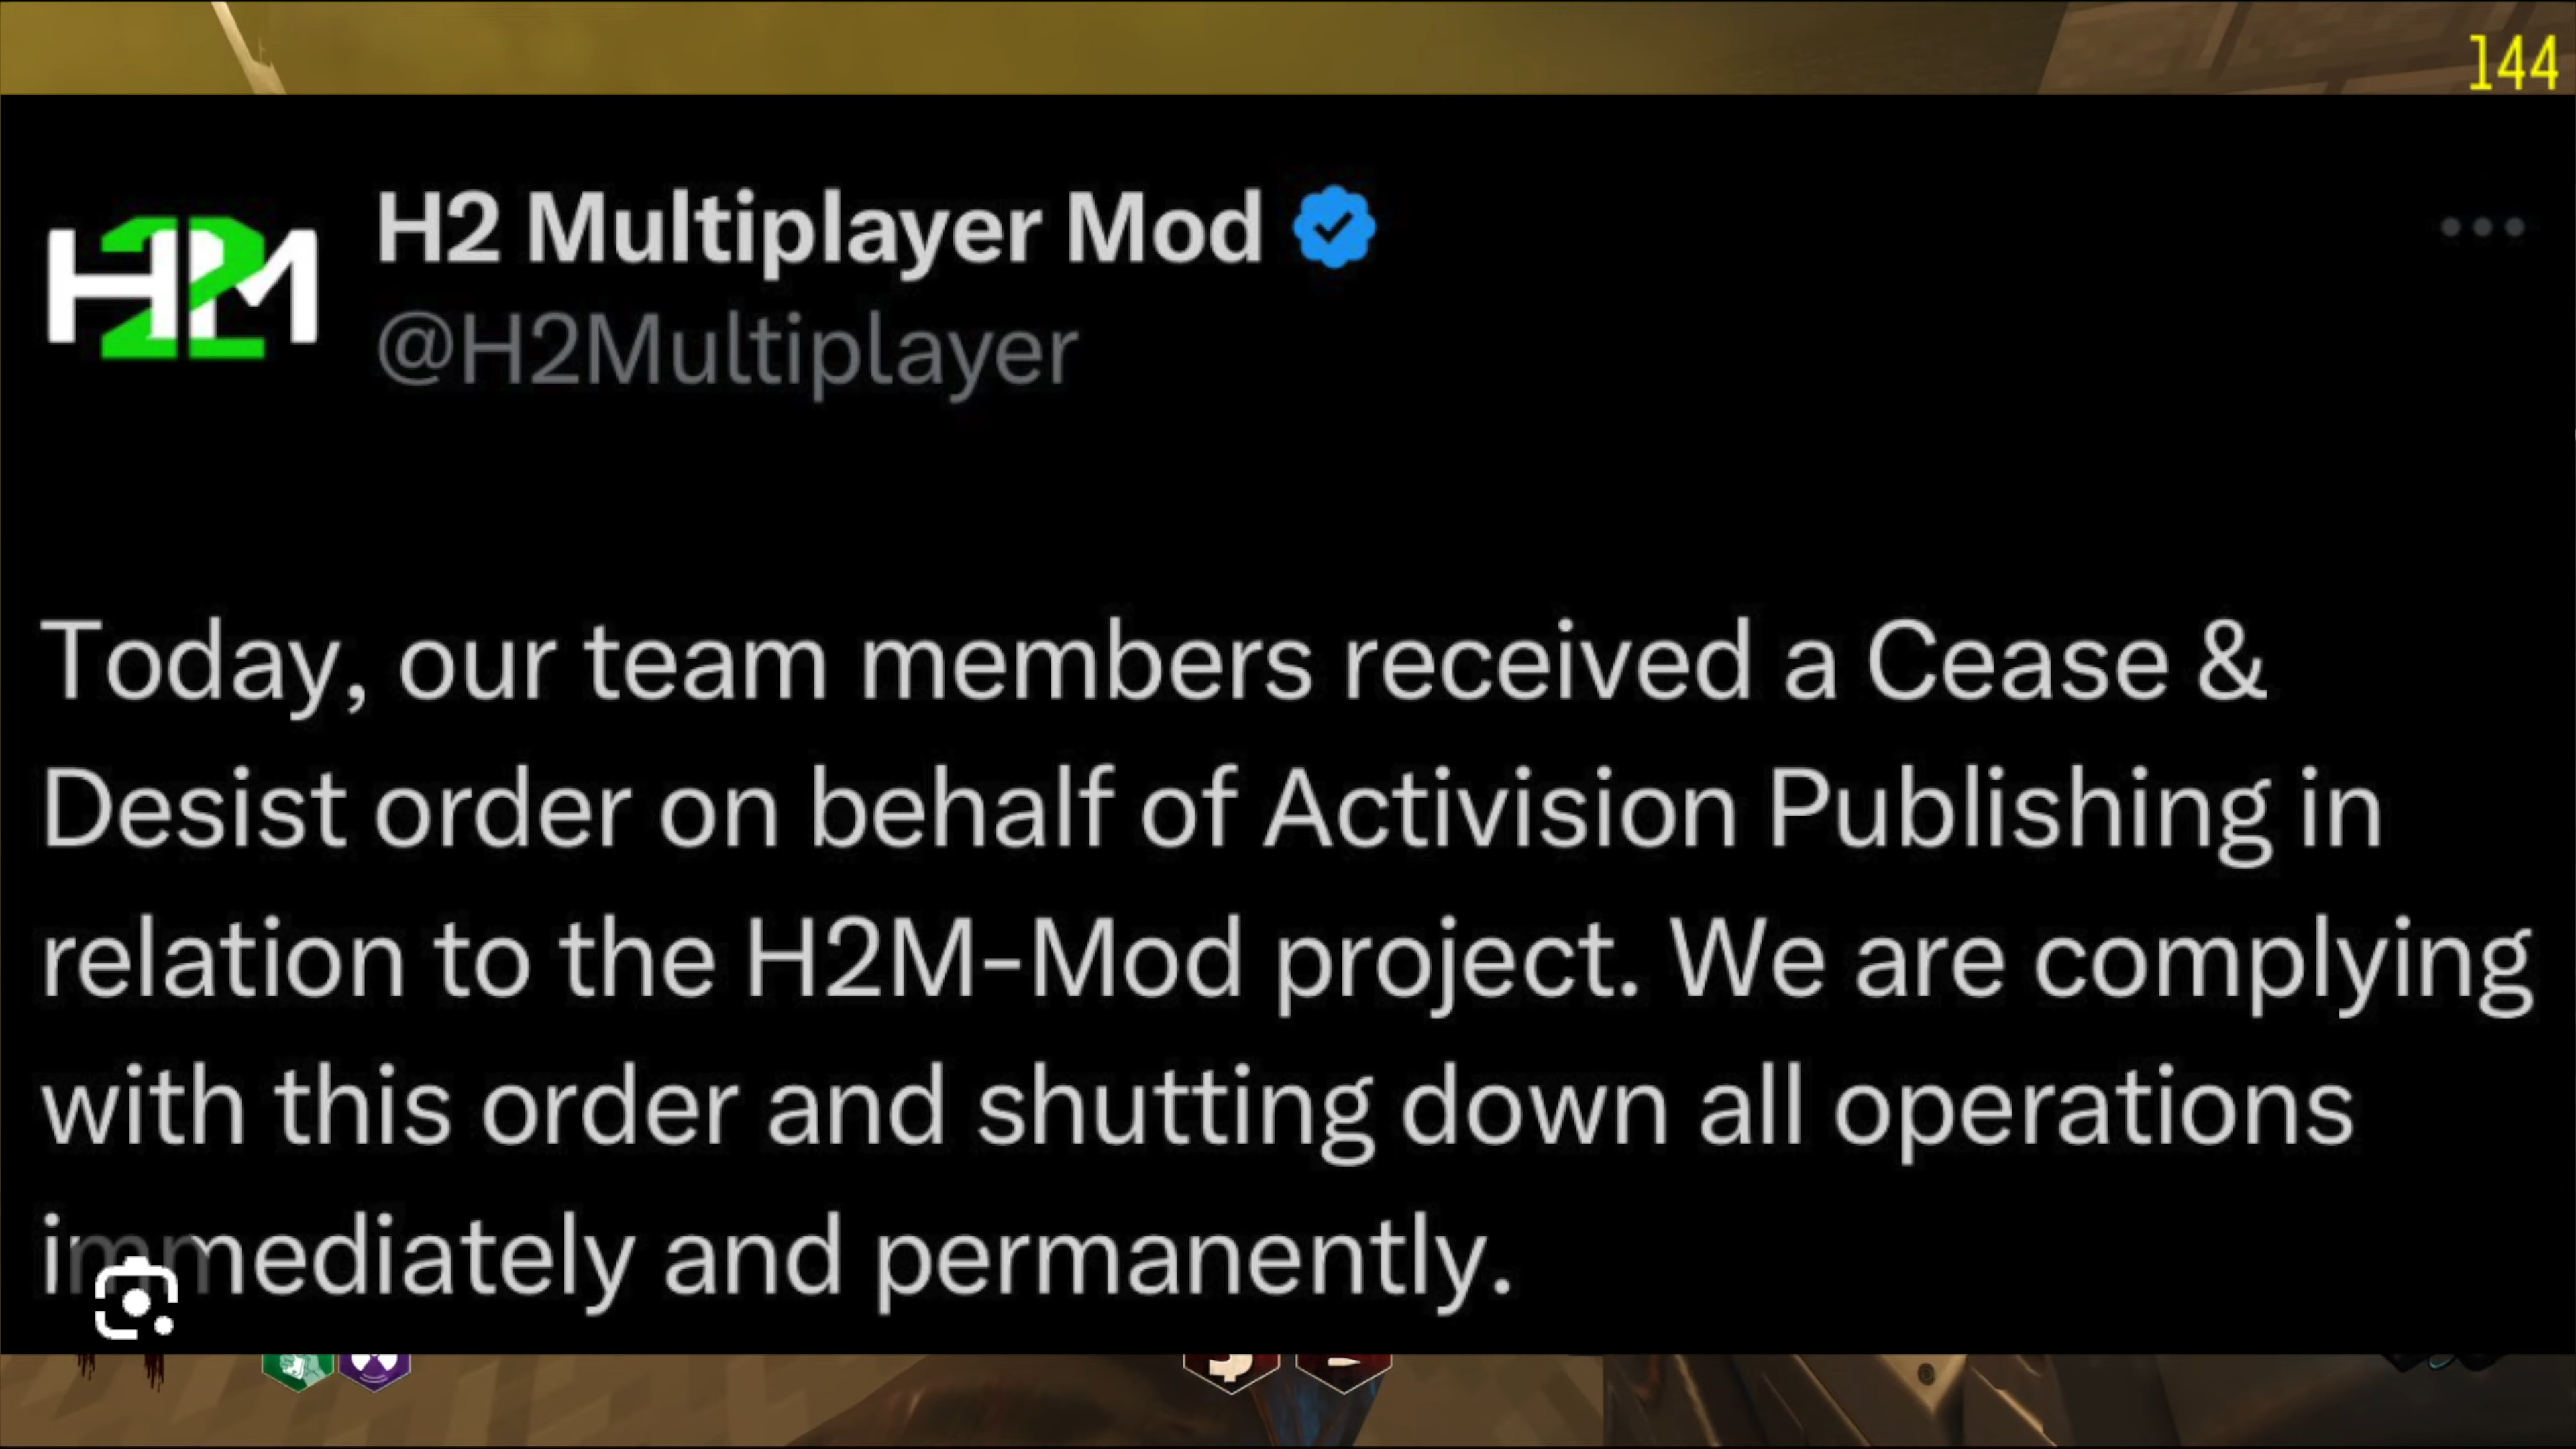 144
H2M
H2 Multiplayer Mod
@H2Multiplayer
Today, our team members received a Cease &
Desist order on behalf of Activision Publishing in
relation to the H2M-Mod project. We are complying
with this order and shutting down all operations
immediately and permanently.